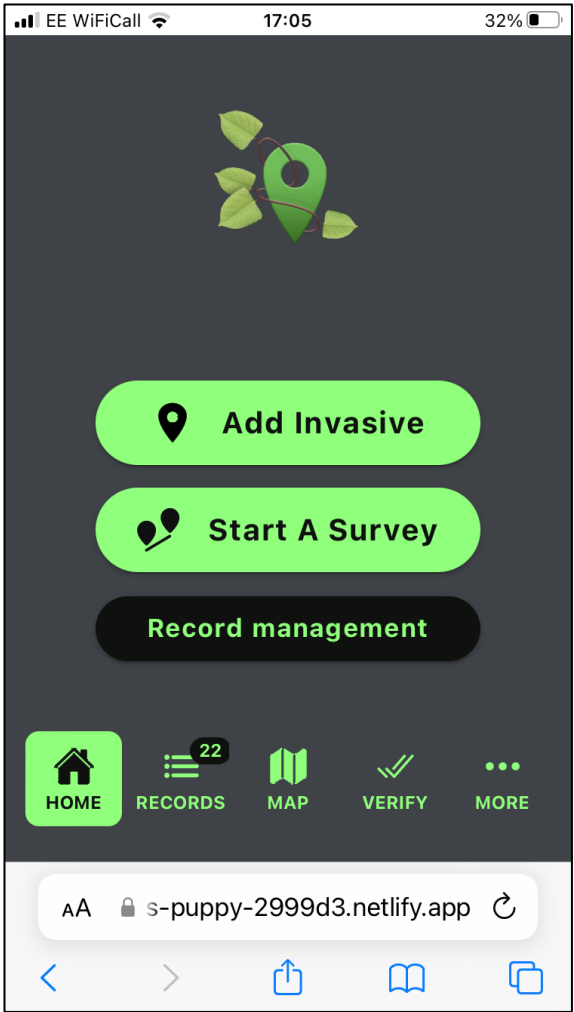 EE WiFiCall 17:05 32%
Add Invasive
Start A Survey
Record management
22
HOME RECORDS MAP VERIFY MORE
AA s-puppy-2999d3.netlify.app